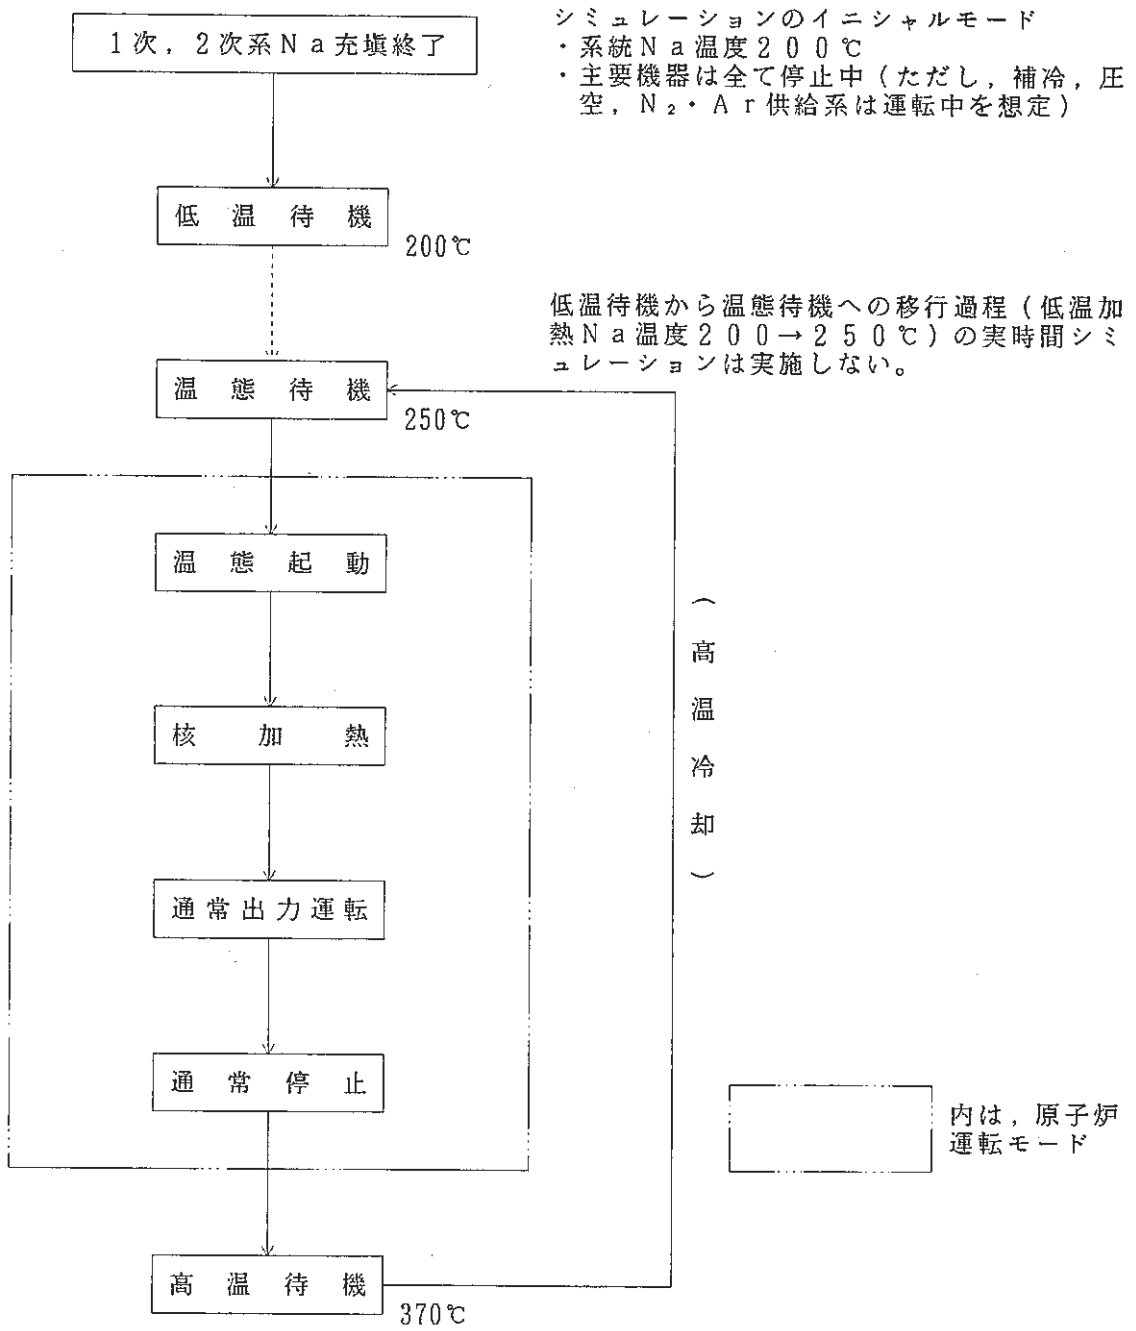 1次，2次系Na充塡終了
シミュレーションのイニシャルモード
・系統Na温度200℃
・主要機器は全て停止中（ただし，補冷，圧
空，N₂・Ar供給系は運転中を想定）
低温待機
200℃
低温待機から温態待機への移行過程（低温加
熱Na温度200→250℃）の実時間シミ
ュレーションは実施しない。
温態待機
250℃
温態起動
核加熱
（高温冷却）
通常出力運転
通常停止
内は，原子炉
運転モード
高温待機
370℃